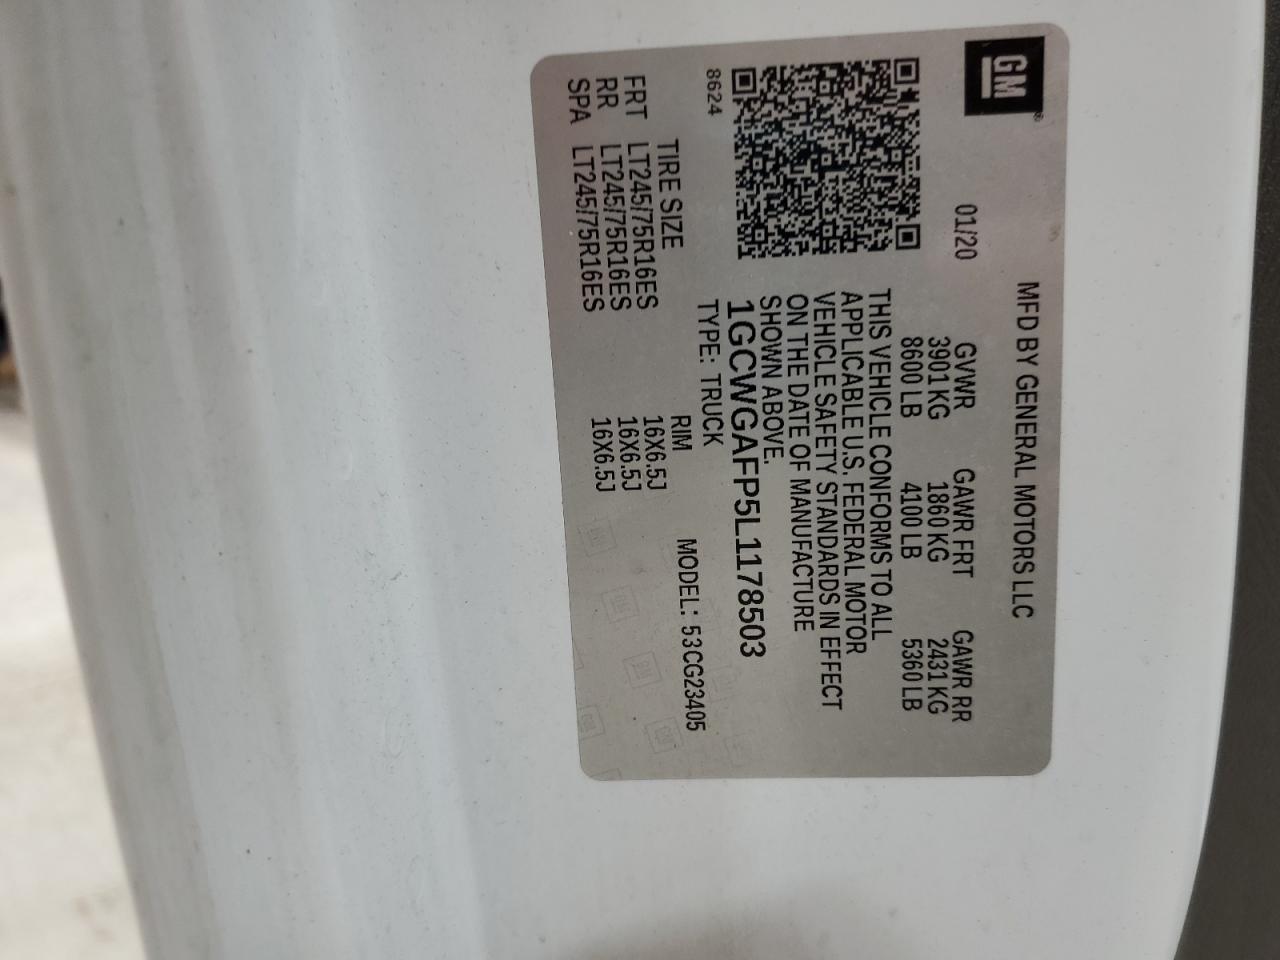 GM
MFD BY GENERAL MOTORS LLC
01/20 GVWR GAWR FRT GAWR RR
3901 KG 1860 KG 2431 KG
8600 LB 4100 LB 5360 LB
THIS VEHICLE CONFORMS TO ALL
APPLICABLE U.S. FEDERAL MOTOR
VEHICLE SAFETY STANDARDS IN EFFECT
ON THE DATE OF MANUFACTURE
SHOWN ABOVE.
1GCWGAFP5L1178503
8624 TYPE: TRUCK MODEL: 53CG23405
TIRE SIZE RIM
FRT LT245/75R16ES 16X6.5J
RR LT245/75R16ES 16X6.5J
SPA LT245/75R16ES 16X6.5J